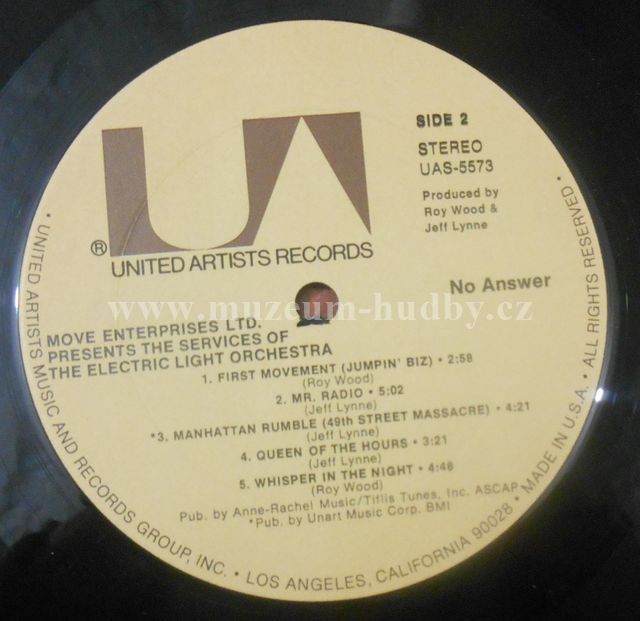 UA
®
UNITED ARTISTS RECORDS
SIDE 2
STEREO
UAS-5573
Produced by
Roy Wood &
Jeff Lynne
No Answer
www.muzeum-hudby.cz
MOVE ENTERPRISES LTD.
PRESENTS THE SERVICES OF
THE ELECTRIC LIGHT ORCHESTRA
1. FIRST MOVEMENT (JUMPIN' BIZ) • 2:58
(Roy Wood)
2. MR. RADIO • 5:02
(Jeff Lynne)
*3. MANHATTAN RUMBLE (49th STREET MASSACRE) • 4:21
(Jeff Lynne)
4. QUEEN OF THE HOURS • 3:21
(Jeff Lynne)
5. WHISPER IN THE NIGHT • 4:48
(Roy Wood)
Pub. by Anne-Rachel Music/Tiflis Tunes, Inc. ASCAP
*Pub. by Unart Music Corp. BMI
• UNITED ARTISTS MUSIC AND RECORDS GROUP, INC. • LOS ANGELES, CALIFORNIA 90028 • MADE IN U.S.A. • ALL RIGHTS RESERVED •